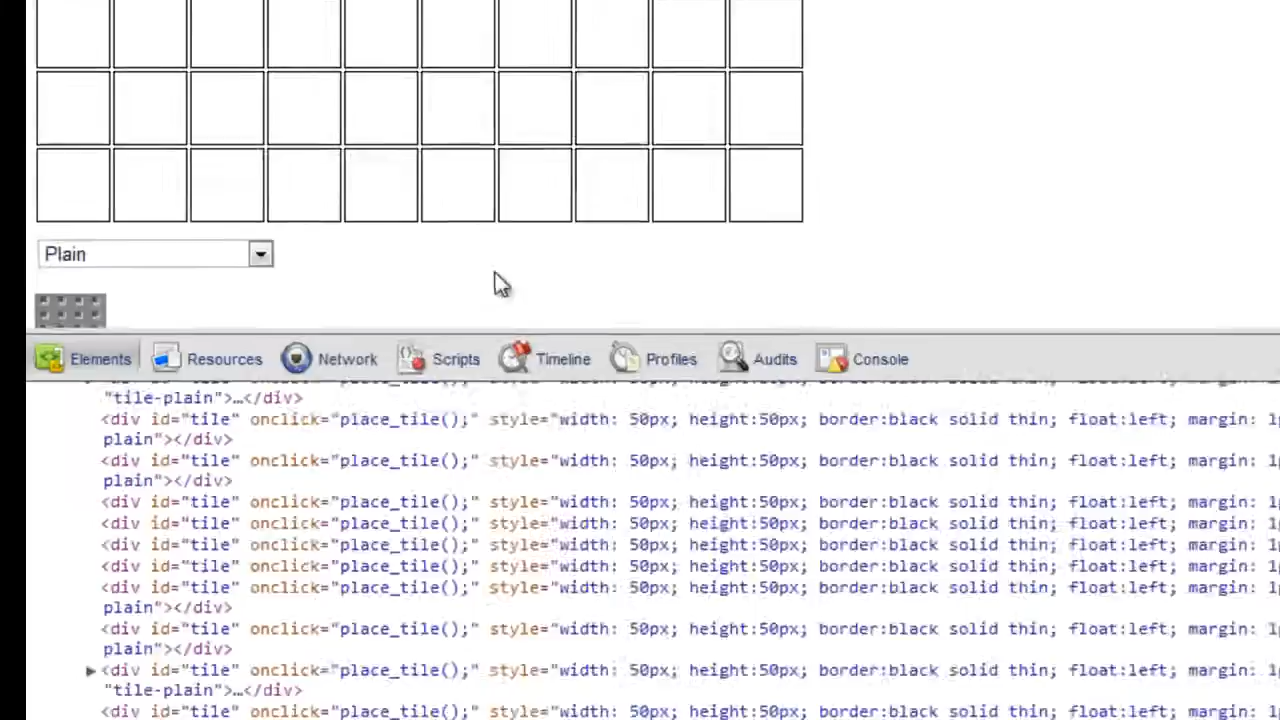 Plain
Elements Resources Network Scripts Timeline Profiles Audits Console
"tile-plain">…</div>
<div id="tile" onclick="place_tile();" style="width: 50px; height:50px; border:black solid thin; float:left; margin: 1p
plain"></div>
<div id="tile" onclick="place_tile();" style="width: 50px; height:50px; border:black solid thin; float:left; margin: 1p
plain"></div>
<div id="tile" onclick="place_tile();" style="width: 50px; height:50px; border:black solid thin; float:left; margin: 1p
<div id="tile" onclick="place_tile();" style="width: 50px; height:50px; border:black solid thin; float:left; margin: 1p
<div id="tile" onclick="place_tile();" style="width: 50px; height:50px; border:black solid thin; float:left; margin: 1p
<div id="tile" onclick="place_tile();" style="width: 50px; height:50px; border:black solid thin; float:left; margin: 1p
<div id="tile" onclick="place_tile();" style="width: 50px; height:50px; border:black solid thin; float:left; margin: 1p
plain"></div>
<div id="tile" onclick="place_tile();" style="width: 50px; height:50px; border:black solid thin; float:left; margin: 1p
plain"></div>
<div id="tile" onclick="place_tile();" style="width: 50px; height:50px; border:black solid thin; float:left; margin: 1p
"tile-plain">…</div>
<div id="tile" onclick="place_tile();" style="width: 50px; height:50px; border:black solid thin; float:left; margin: 1p